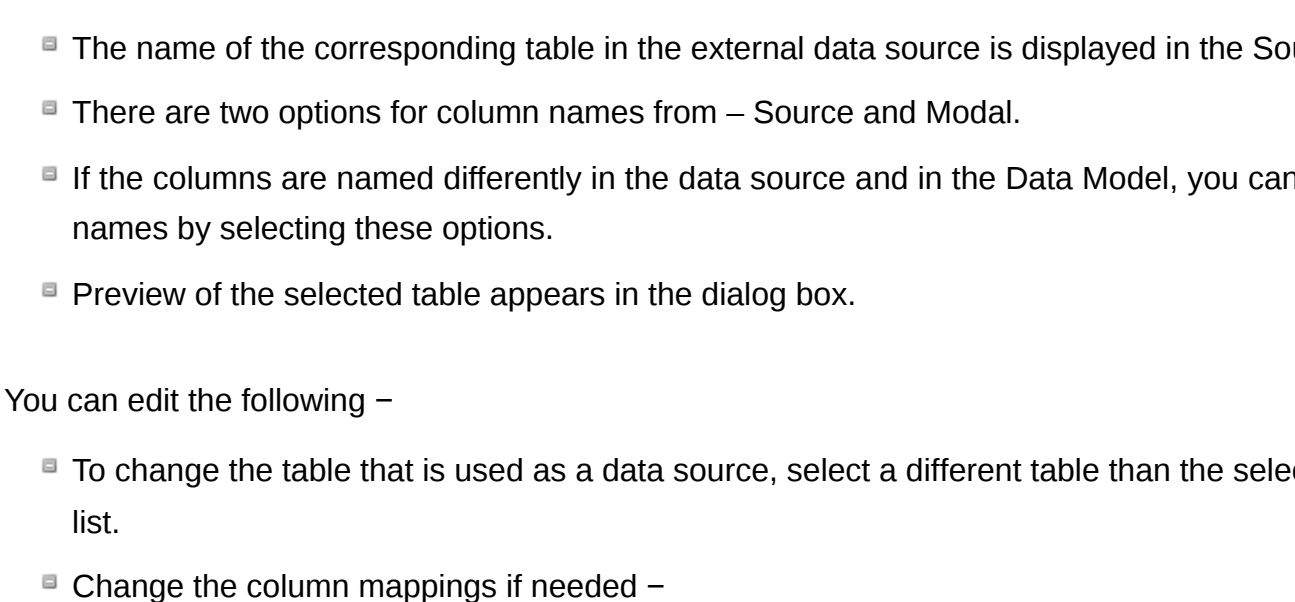 The name of the corresponding table in the external data source is displayed in the
There are two options for column names from – Source and Modal.
If the columns are named differently in the data source and in the Data Model, you can
names by selecting these options.
Preview of the selected table appears in the dialog box.
You can edit the following −
To change the table that is used as a data source, select a different table than the
list.
Change the column mappings if needed −